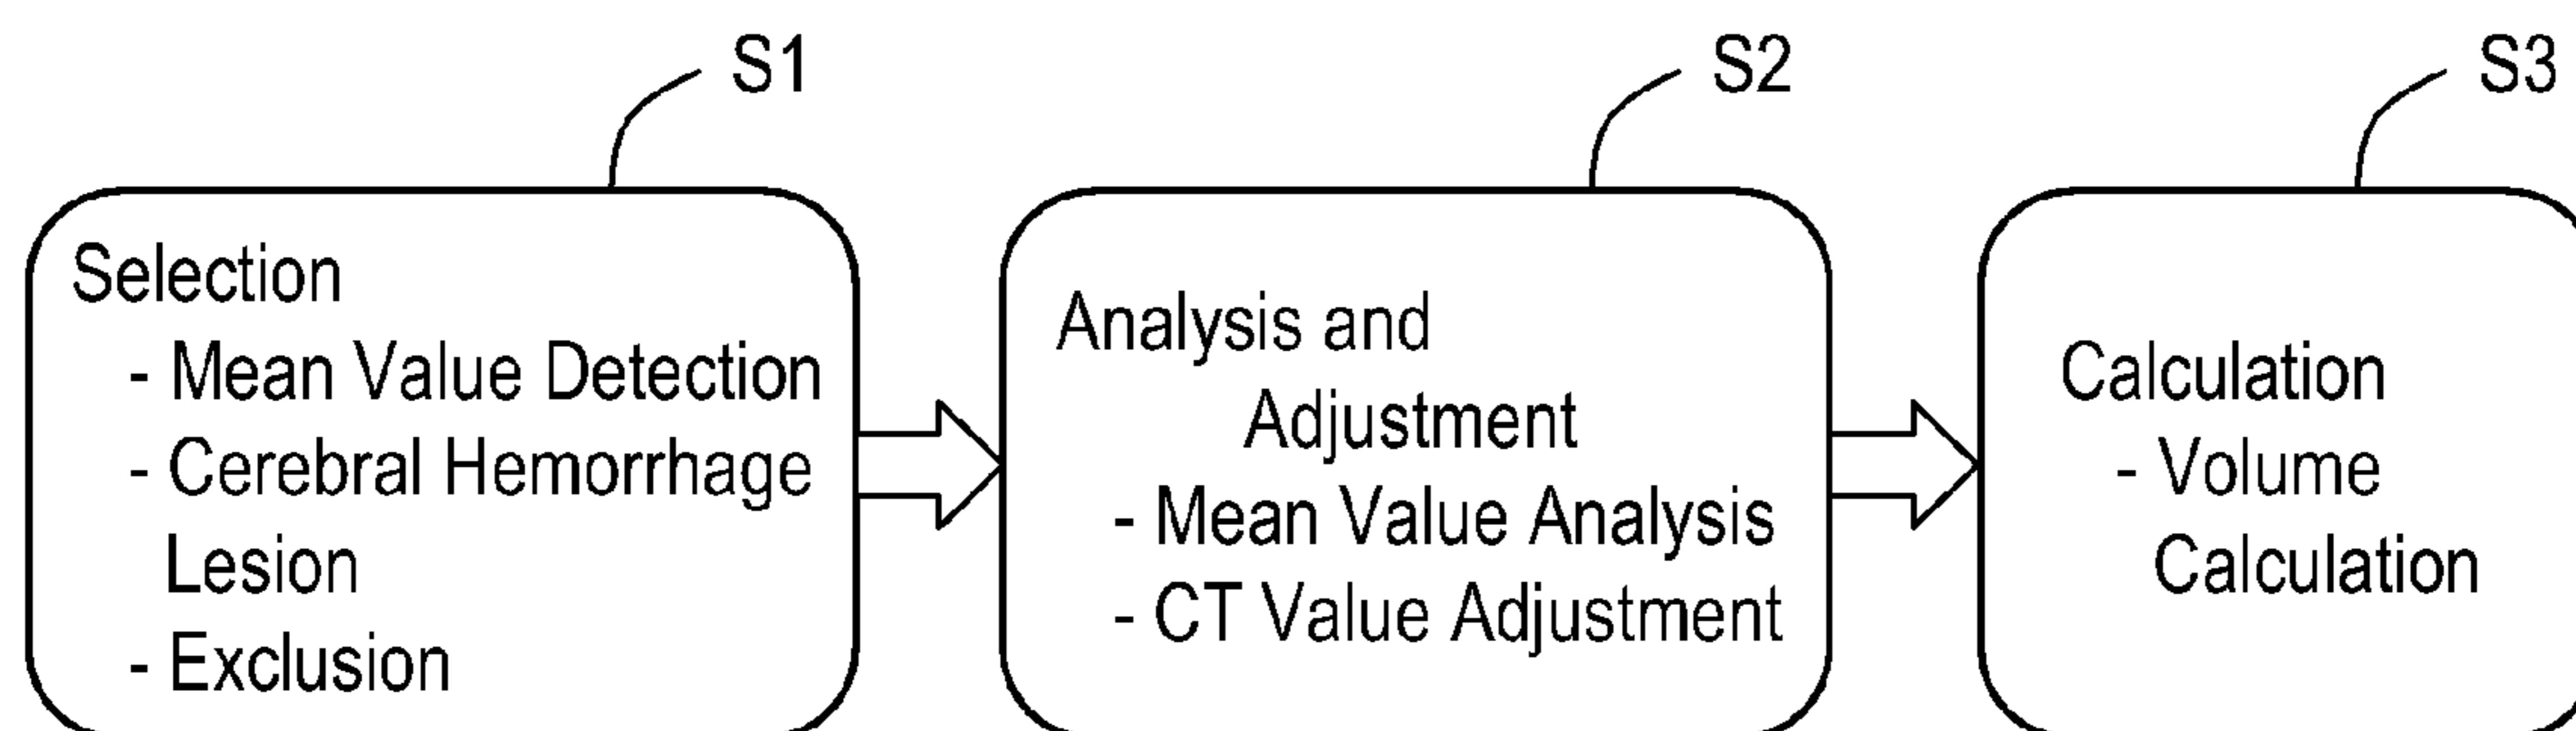 S1
S2
S3
Selection
- Mean Value Detection
- Cerebral Hemorrhage
Lesion
- Exclusion
Analysis and
Adjustment
- Mean Value Analysis
- CT Value Adjustment
Calculation
- Volume
Calculation